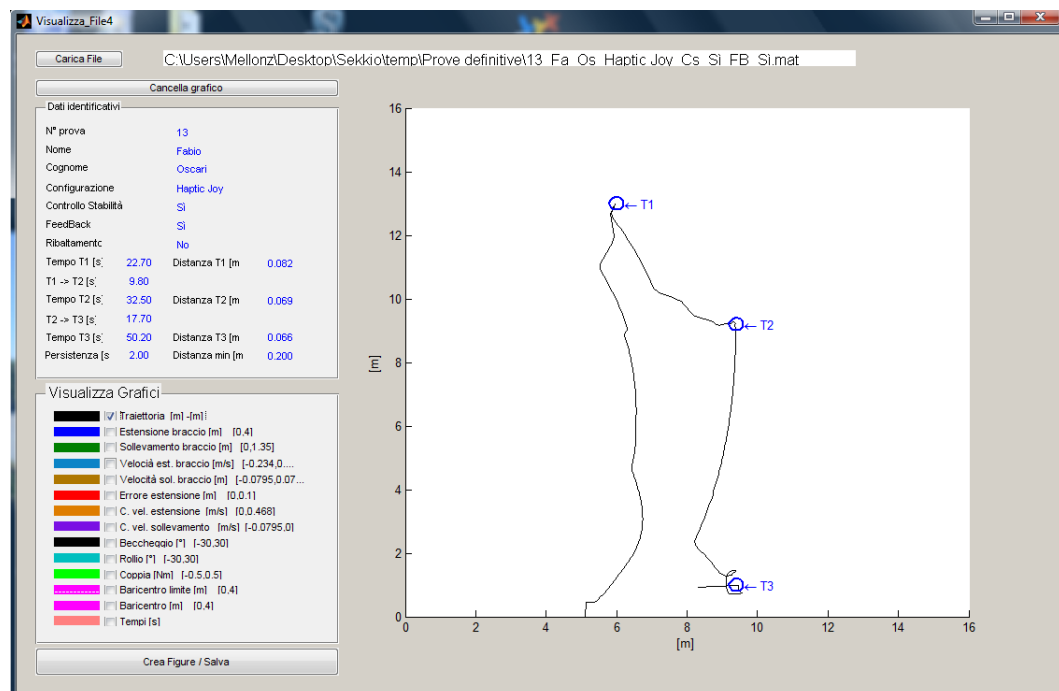 Visualizza_File4
Carica File
C:\Users\Mellonz\Desktop\Sekkio\temp\Prove definitive\13_Fa_Os_Haptic Joy_Cs_Sì_FB_Sì.mat
Cancella grafico
Dati identificativi
N° prova 13
Nome Fabio
Cognome Oscari
Configurazione Haptic Joy
Controllo Stabilità Sì
FeedBack Sì
Ribaltamento No
Tempo T1 [s] 22.70 Distanza T1 [m 0.082
T1 -> T2 [s] 9.80
Tempo T2 [s] 32.50 Distanza T2 [m 0.069
T2 -> T3 [s] 17.70
Tempo T3 [s] 50.20 Distanza T3 [m 0.066
Persistenza [s 2.00 Distanza min [m 0.200
Visualizza Grafici
Traiettoria [m] -[m]
Estensione braccio [m] [0,4]
Sollevamento braccio [m] [0,1.35]
Velocià est. braccio [m/s] [-0.234,0....
Velocità sol. braccio [m] [-0.0795,0.07...
Errore estensione [m] [0,0.1]
C. vel. estensione [m/s] [0,0.468]
C. vel. sollevamento [m/s] [-0.0795,0]
Beccheggio [°] [-30,30]
Rollio [°] [-30,30]
Coppia [Nm] [-0.5,0.5]
Baricentro limite [m] [0,4]
Baricentro [m] [0,4]
Tempi [s]
Crea Figure / Salva
16
14
12
10
8
6
4
2
0
[m]
← T1
← T2
← T3
0 2 4 6 8 10 12 14 16
[m]